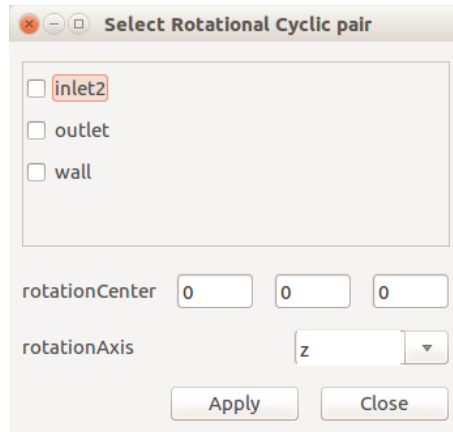 Select Rotational Cyclic pair
inlet2
outlet
wall
rotationCenter 0 0 0
rotationAxis z
Apply Close